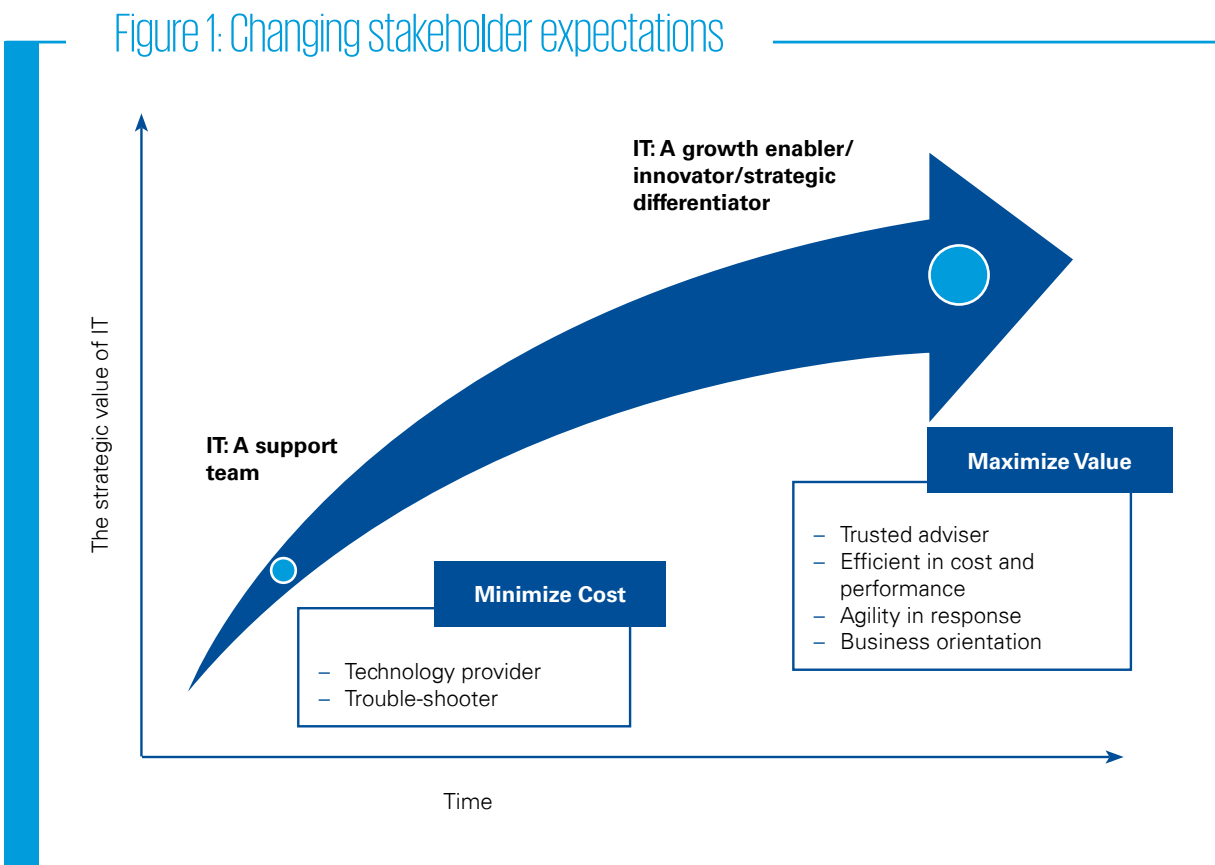 Figure 1: Changing stakeholder expectations
IT: A growth enabler/
innovator/strategic
differentiator
The strategic value of IT
IT: A support
team
Maximize Value
– Trusted adviser
– Efficient in cost and
performance
– Agility in response
– Business orientation
Minimize Cost
– Technology provider
– Trouble-shooter
Time